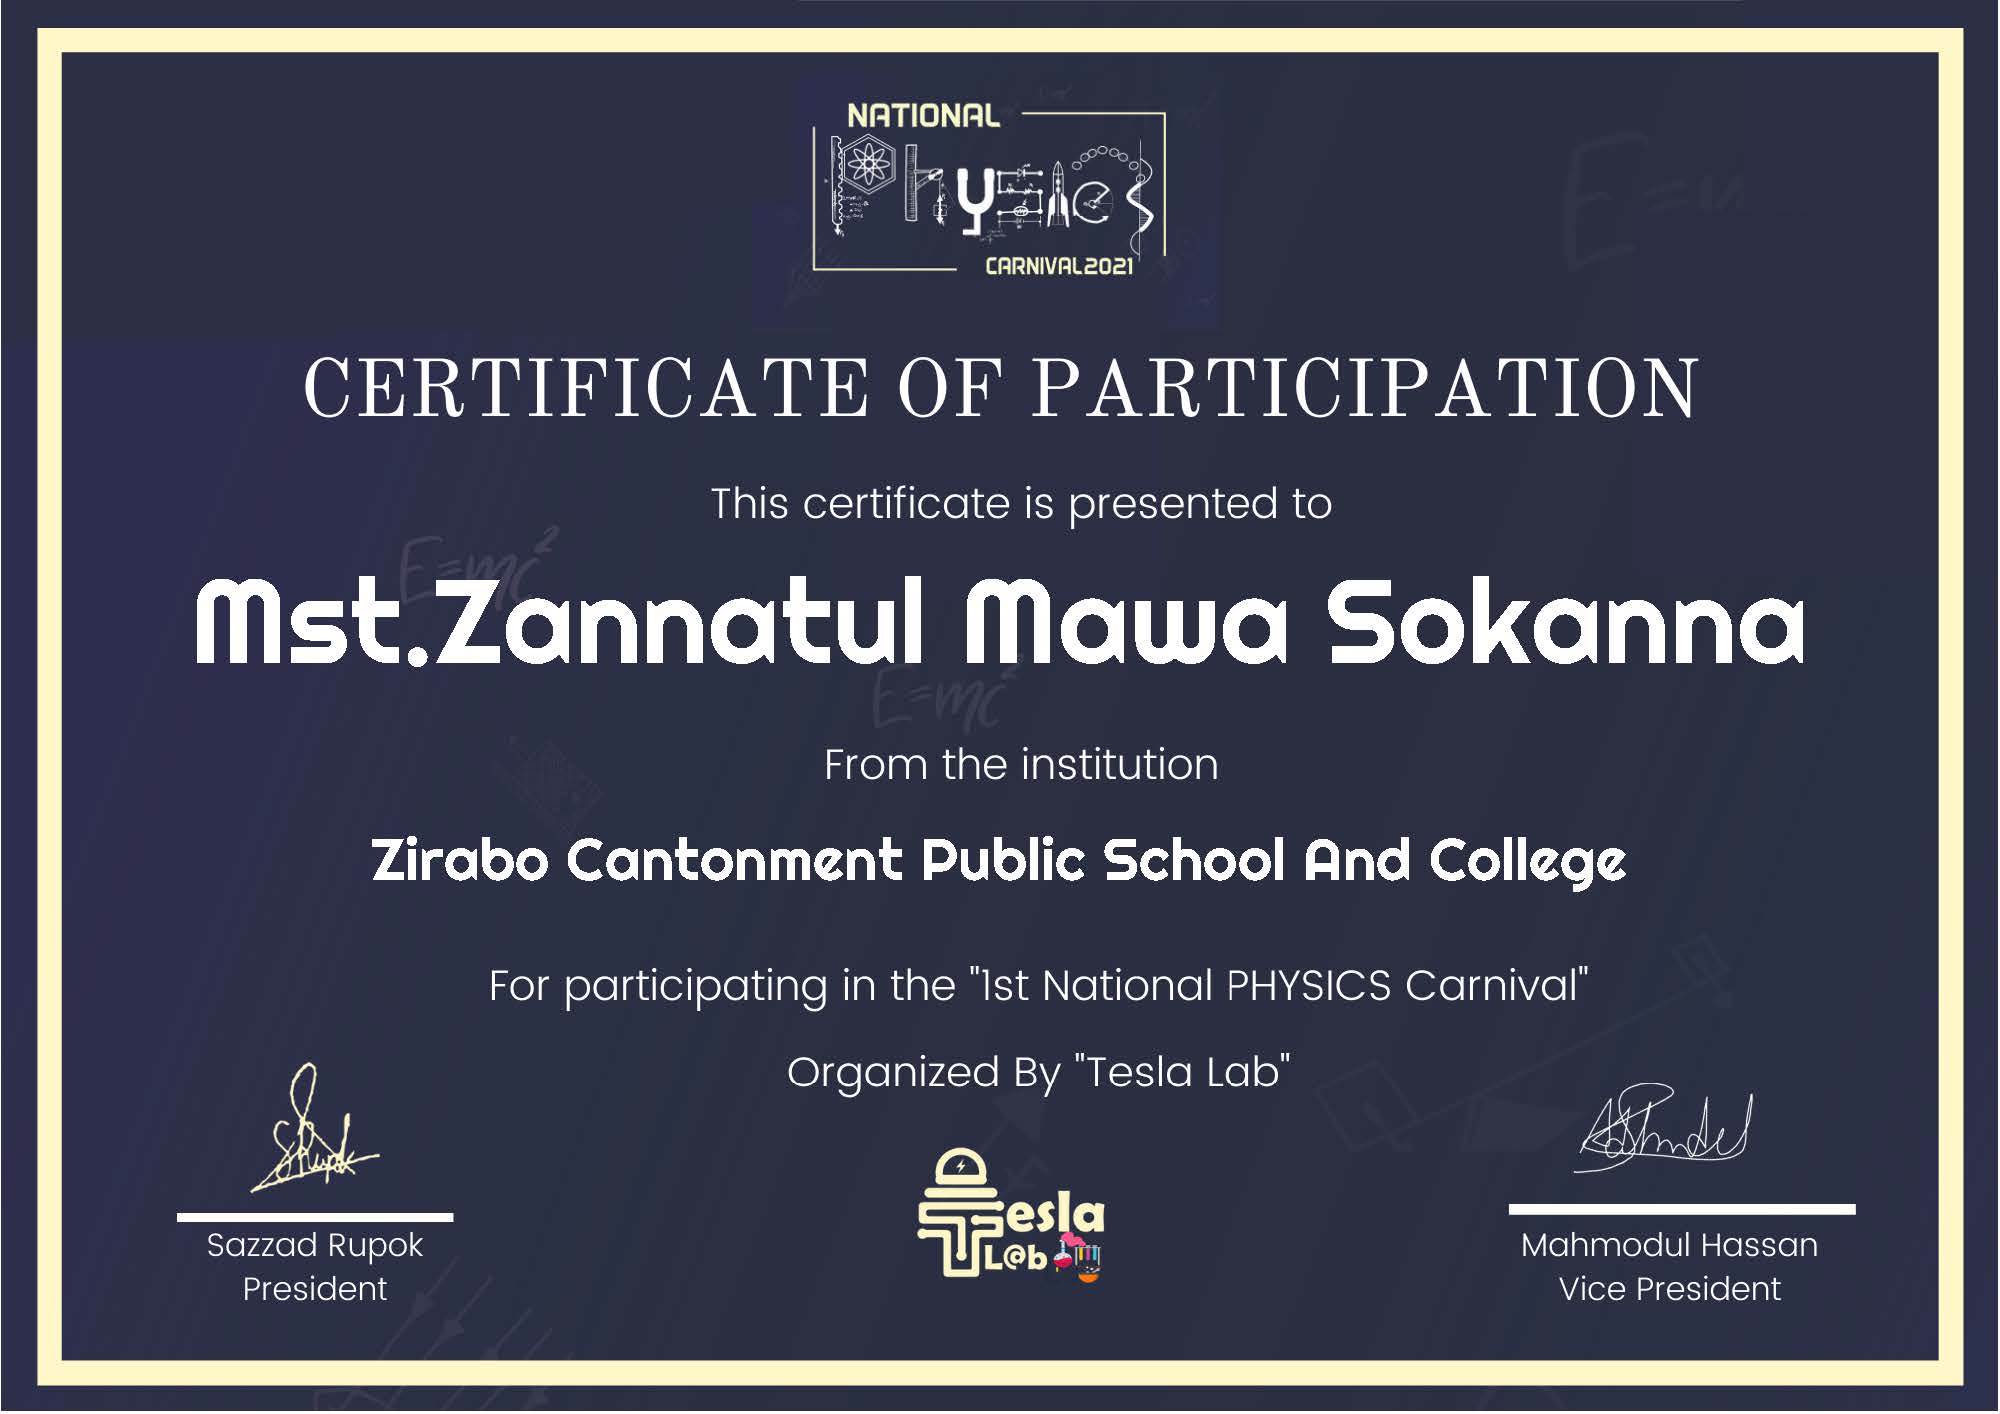 NATIONAL
PHYSICS
CARNIVAL2021
CERTIFICATE OF PARTICIPATION
This certificate is presented to
E=mc²
Mst.Zannatul Mawa Sokanna
E=mc²
From the institution
Zirabo Cantonment Public School And College
For participating in the "1st National PHYSICS Carnival"
Organized By "Tesla Lab"
Tesla
L@b
Sazzad Rupok
President
Mahmodul Hassan
Vice President